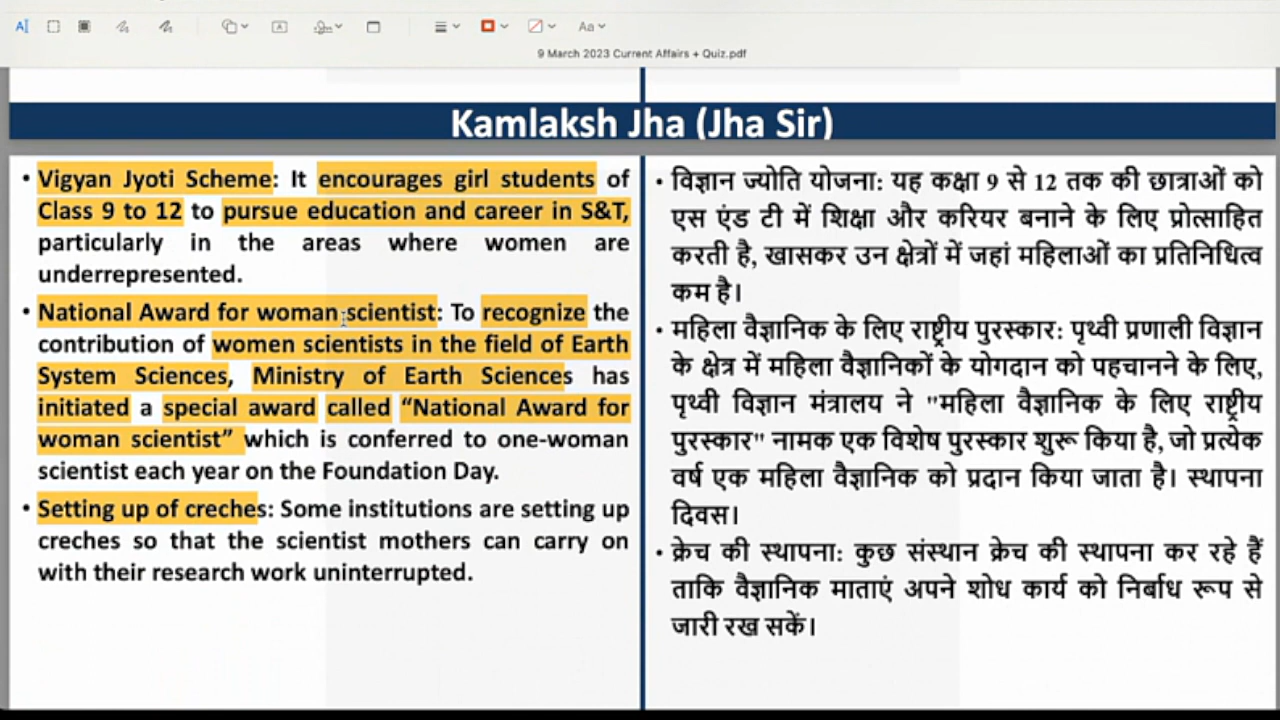 9 March 2023 Current Affairs + Quiz.pdf
Kamlaksh Jha (Jha Sir)
• Vigyan Jyoti Scheme: It encourages girl students of
Class 9 to 12 to pursue education and career in S&T,
particularly in the areas where women are
underrepresented.
• National Award for woman scientist: To recognize the
contribution of women scientists in the field of Earth
System Sciences, Ministry of Earth Sciences has
initiated a special award called “National Award for
woman scientist” which is conferred to one-woman
scientist each year on the Foundation Day.
• Setting up of creches: Some institutions are setting up
creches so that the scientist mothers can carry on
with their research work uninterrupted.
• विज्ञान ज्योति योजना: यह कक्षा 9 से 12 तक की छात्राओं को
एस एंड टी में शिक्षा और करियर बनाने के लिए प्रोत्साहित
करती है, खासकर उन क्षेत्रों में जहां महिलाओं का प्रतिनिधित्व
कम है।
• महिला वैज्ञानिक के लिए राष्ट्रीय पुरस्कार: पृथ्वी प्रणाली विज्ञान
के क्षेत्र में महिला वैज्ञानिकों के योगदान को पहचानने के लिए,
पृथ्वी विज्ञान मंत्रालय ने "महिला वैज्ञानिक के लिए राष्ट्रीय
पुरस्कार" नामक एक विशेष पुरस्कार शुरू किया है, जो प्रत्येक
वर्ष एक महिला वैज्ञानिक को प्रदान किया जाता है। स्थापना
दिवस।
• क्रेच की स्थापना: कुछ संस्थान क्रेच की स्थापना कर रहे हैं
ताकि वैज्ञानिक माताएं अपने शोध कार्य को निर्बाध रूप से
जारी रख सकें।